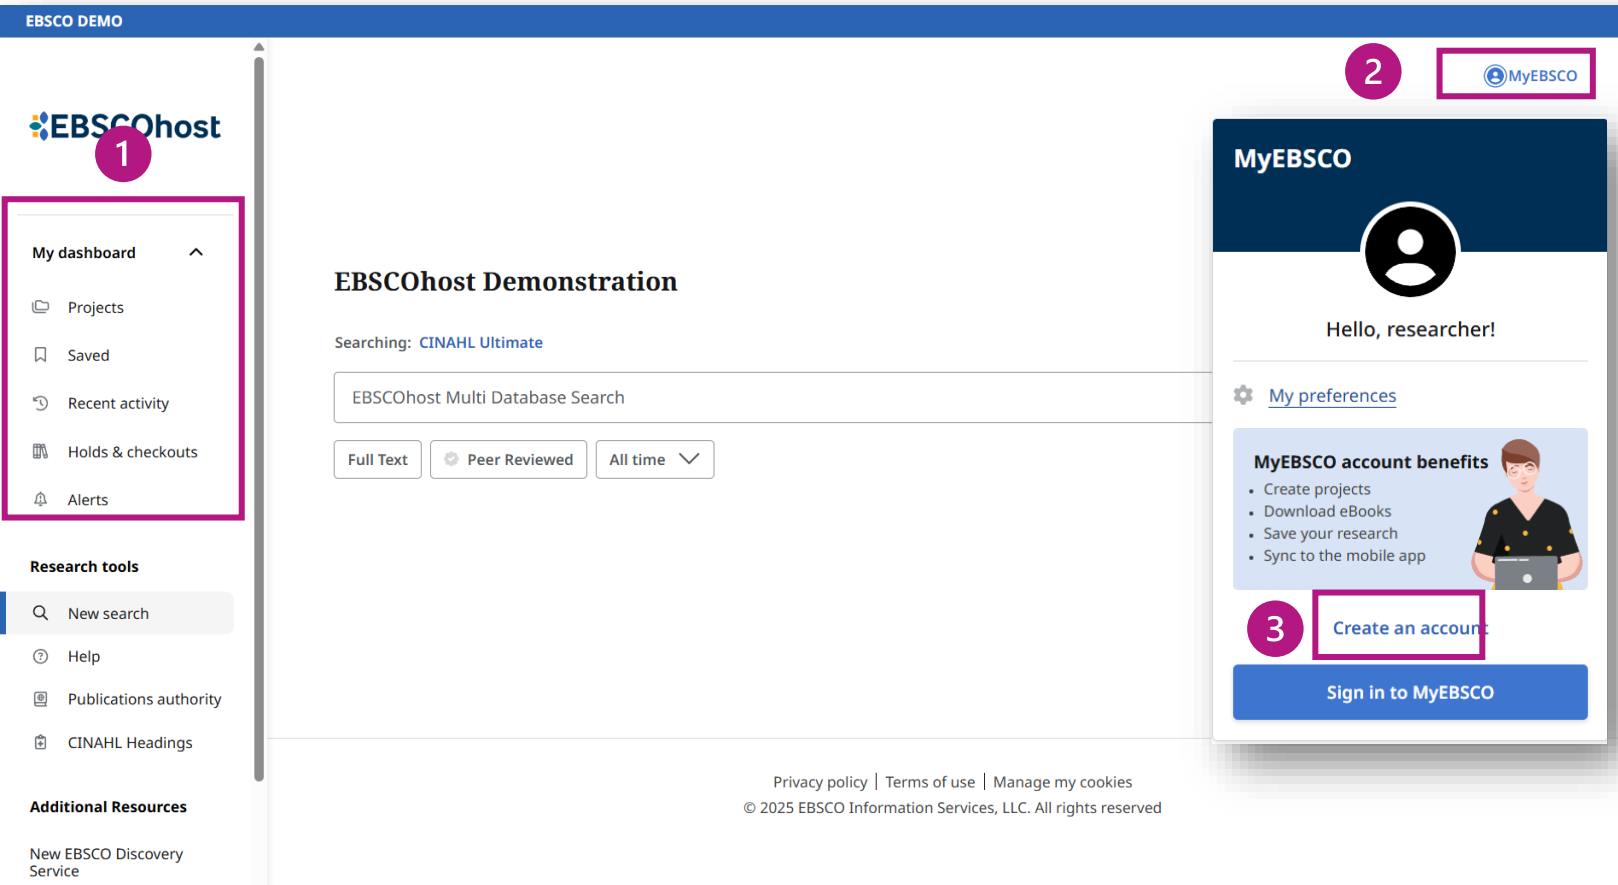 EBSCO DEMO
EBSCOhost
1
My dashboard
Projects
Saved
Recent activity
Holds & checkouts
Alerts
Research tools
New search
Help
Publications authority
CINAHL Headings
Additional Resources
New EBSCO Discovery
Service
EBSCOhost Demonstration
Searching: CINAHL Ultimate
EBSCOhost Multi Database Search
Full Text
Peer Reviewed
All time
2
MyEBSCO
MyEBSCO
Hello, researcher!
My preferences
MyEBSCO account benefits
• Create projects
• Download eBooks
• Save your research
• Sync to the mobile app
3
Create an account
Sign in to MyEBSCO
Privacy policy | Terms of use | Manage my cookies
© 2025 EBSCO Information Services, LLC. All rights reserved